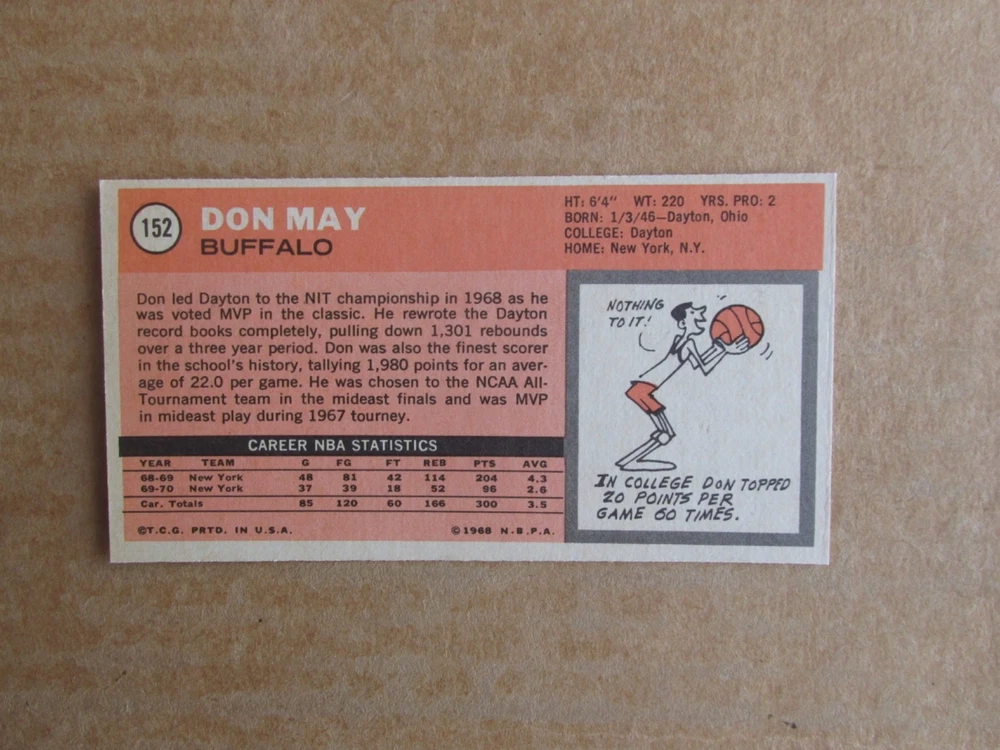 152
DON MAY
BUFFALO
HT: 6'4" WT: 220 YRS. PRO: 2
BORN: 1/3/46—Dayton, Ohio
COLLEGE: Dayton
HOME: New York, N.Y.
Don led Dayton to the NIT championship in 1968 as he
was voted MVP in the classic. He rewrote the Dayton
record books completely, pulling down 1,301 rebounds
over a three year period. Don was also the finest scorer
in the school's history, tallying 1,980 points for an aver-
age of 22.0 per game. He was chosen to the NCAA All-
Tournament team in the mideast finals and was MVP
in mideast play during 1967 tourney.
CAREER NBA STATISTICS
YEAR TEAM G FG FT REB PTS AVG
68-69 New York 48 81 42 114 204 4.3
69-70 New York 37 39 18 52 96 2.6
Car. Totals 85 120 60 166 300 3.5
©T.C.G. PRTD. IN U.S.A. ©1968 N.B.P.A.
NOTHING
TO IT!
IN COLLEGE DON TOPPED
20 POINTS PER
GAME 60 TIMES.